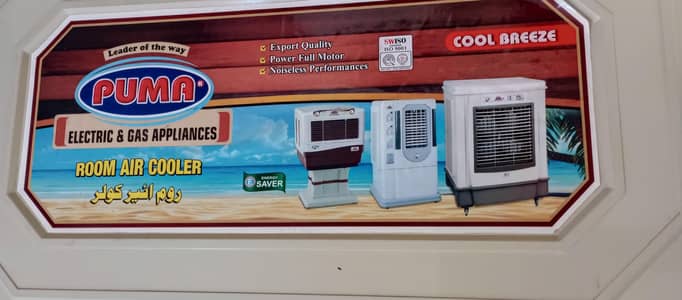 Leader of the way
PUMA®
ELECTRIC & GAS APPLIANCES
ROOM AIR COOLER
روم ائیر کولر
Export Quality
Power Full Motor
Noiseless Performances
SWISO
ISO 9001
COOL BREEZE
ENERGY
SAVER